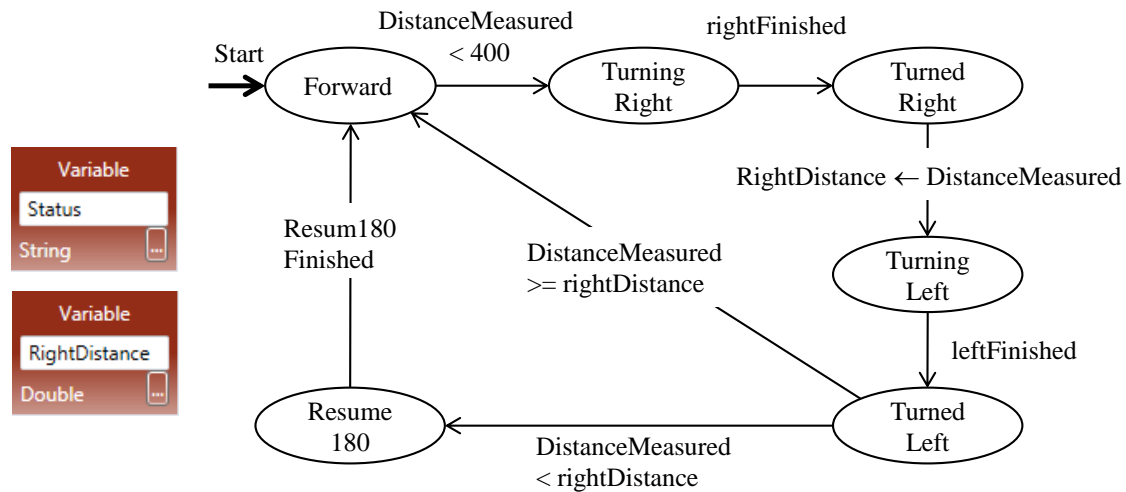 DistanceMeasured
< 400
rightFinished
Start
Forward
Turning
Right
Turned
Right
Variable
Status
String
...
RightDistance ← DistanceMeasured
Resum180
Finished
DistanceMeasured
>= rightDistance
Turning
Left
Variable
RightDistance
Double
...
leftFinished
Resume
180
Turned
Left
DistanceMeasured
< rightDistance